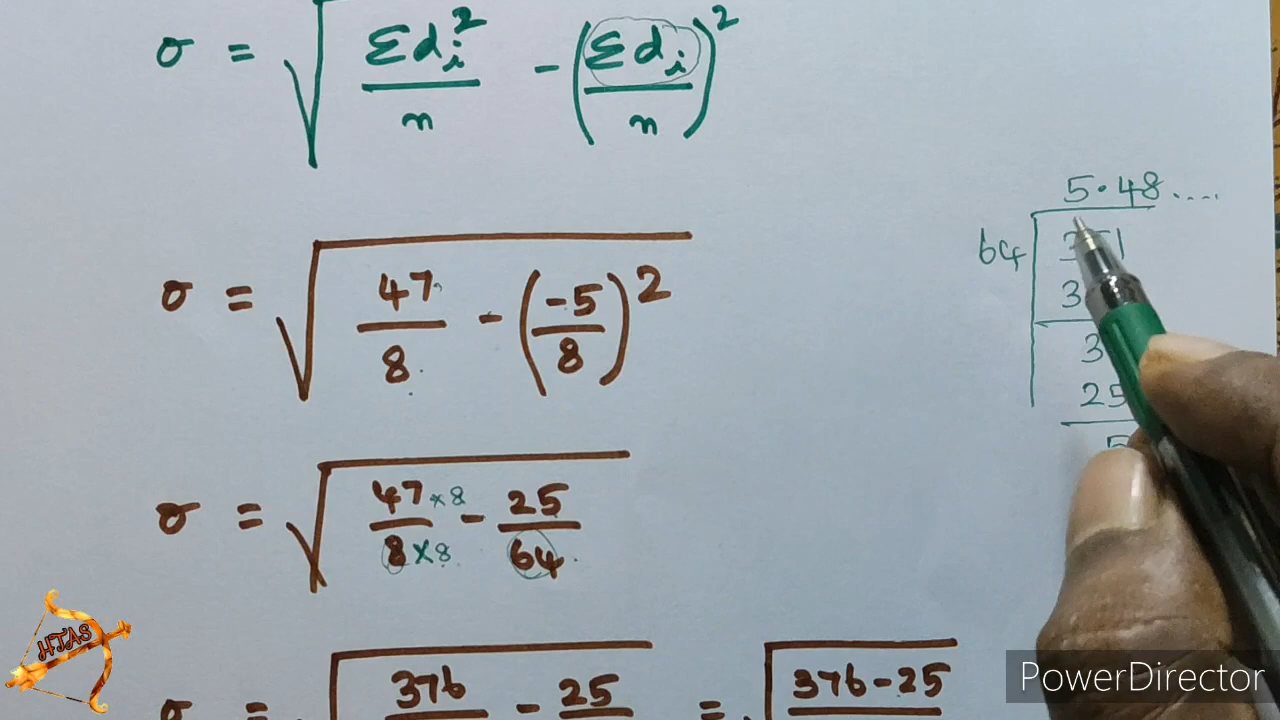 σ = √(Σdᵢ²/n - (Σdᵢ/n)²)
5.48....
64
σ = √(47/8 - (-5/8)²)
25
σ = √(47×8/8×8 - 25/64)
σ = √(376 - 25 = √(376-25
HTAS
PowerDirector